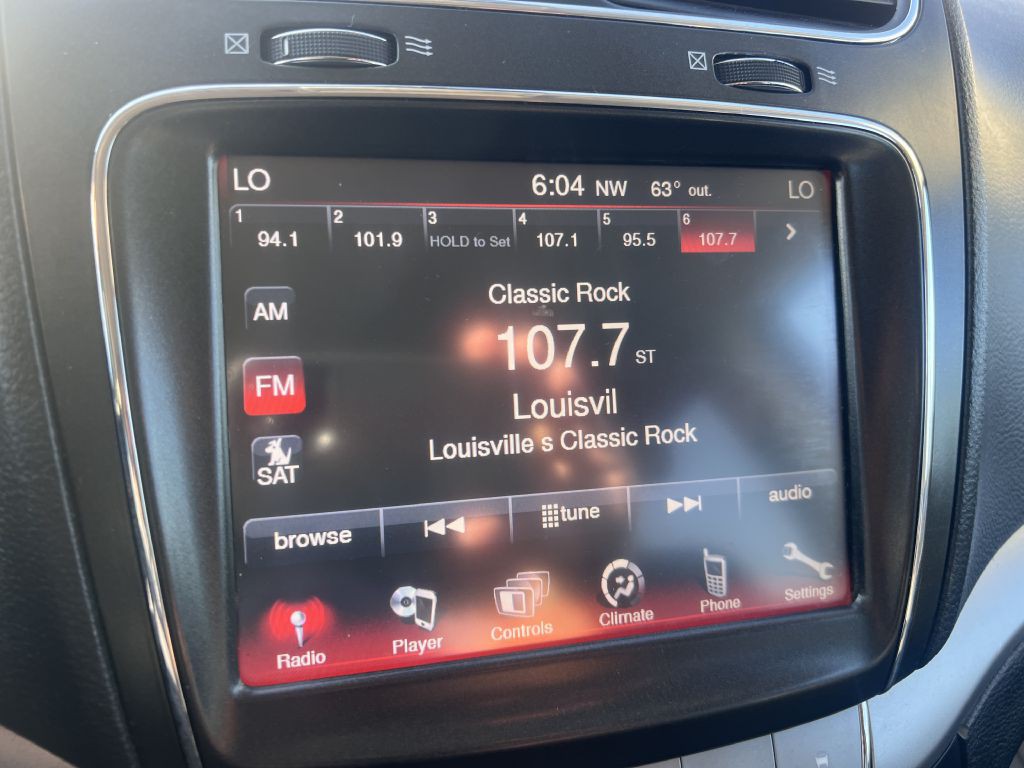 LO 6:04 NW 63° out. LO
1 2 3 4 5 6
94.1 101.9 HOLD to Set 107.1 95.5 107.7
Classic Rock
AM
107.7 ST
FM
Louisvil
Louisville s Classic Rock
SAT
browse tune audio
Radio Player Controls Climate Phone Settings